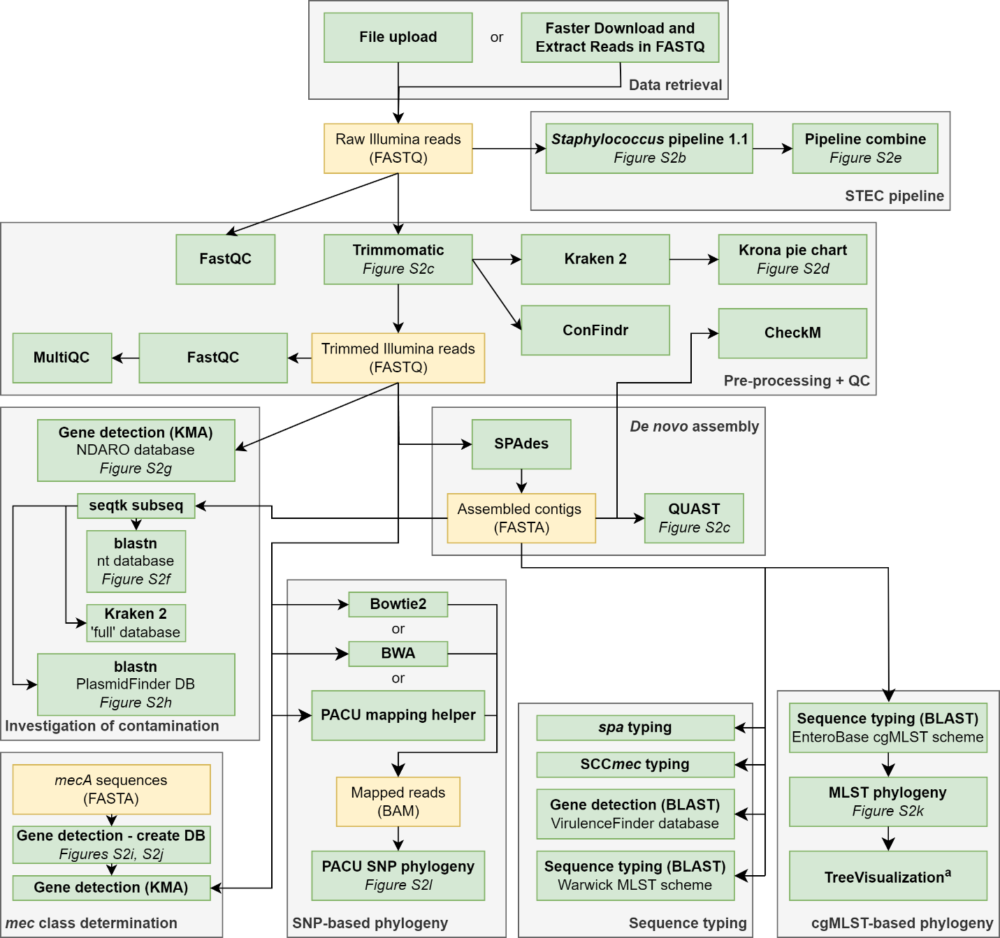 File upload
or
Faster Download and
Extract Reads in FASTQ
Data retrieval
Raw Illumina reads
(FASTQ)
Staphylococcus pipeline 1.1
Figure S2b
Pipeline combine
Figure S2e
STEC pipeline
FastQC
Trimmomatic
Figure S2c
Kraken 2
Krona pie chart
Figure S2d
ConFindr
CheckM
MultiQC
FastQC
Trimmed Illumina reads
(FASTQ)
Pre-processing + QC
Gene detection (KMA)
NDARO database
Figure S2g
seqtk subseq
blastn
nt database
Figure S2f
Kraken 2
'full' database
blastn
PlasmidFinder DB
Figure S2h
Investigation of contamination
De novo assembly
SPAdes
Assembled contigs
(FASTA)
QUAST
Figure S2c
mecA sequences
(FASTA)
Gene detection - create DB
Figures S2i, S2j
Gene detection (KMA)
mec class determination
Bowtie2
or
BWA
or
PACU mapping helper
Mapped reads
(BAM)
PACU SNP phylogeny
Figure S2l
SNP-based phylogeny
spa typing
SCCmec typing
Gene detection (BLAST)
VirulenceFinder database
Sequence typing (BLAST)
Warwick MLST scheme
Sequence typing
Sequence typing (BLAST)
EnteroBase cgMLST scheme
MLST phylogeny
Figure S2k
TreeVisualizationᵃ
cgMLST-based phylogeny